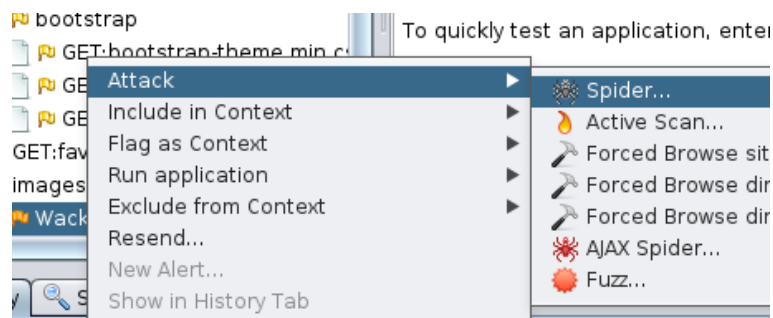 bootstrap
To quickly test an application, enter
GET:bootstrap-theme.min.c
GE
GE
GET:fav
images
Wack
Attack
Include in Context
Flag as Context
Run application
Exclude from Context
Resend...
New Alert...
Show in History Tab
Spider...
Active Scan...
Forced Browse sit
Forced Browse dir
Forced Browse dir
AJAX Spider...
Fuzz...
y
S